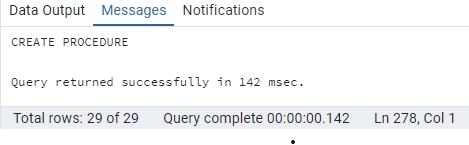 Data Output Messages Notifications
CREATE PROCEDURE
Query returned successfully in 142 msec.
Total rows: 29 of 29 Query complete 00:00:00.142 Ln 278, Col 1